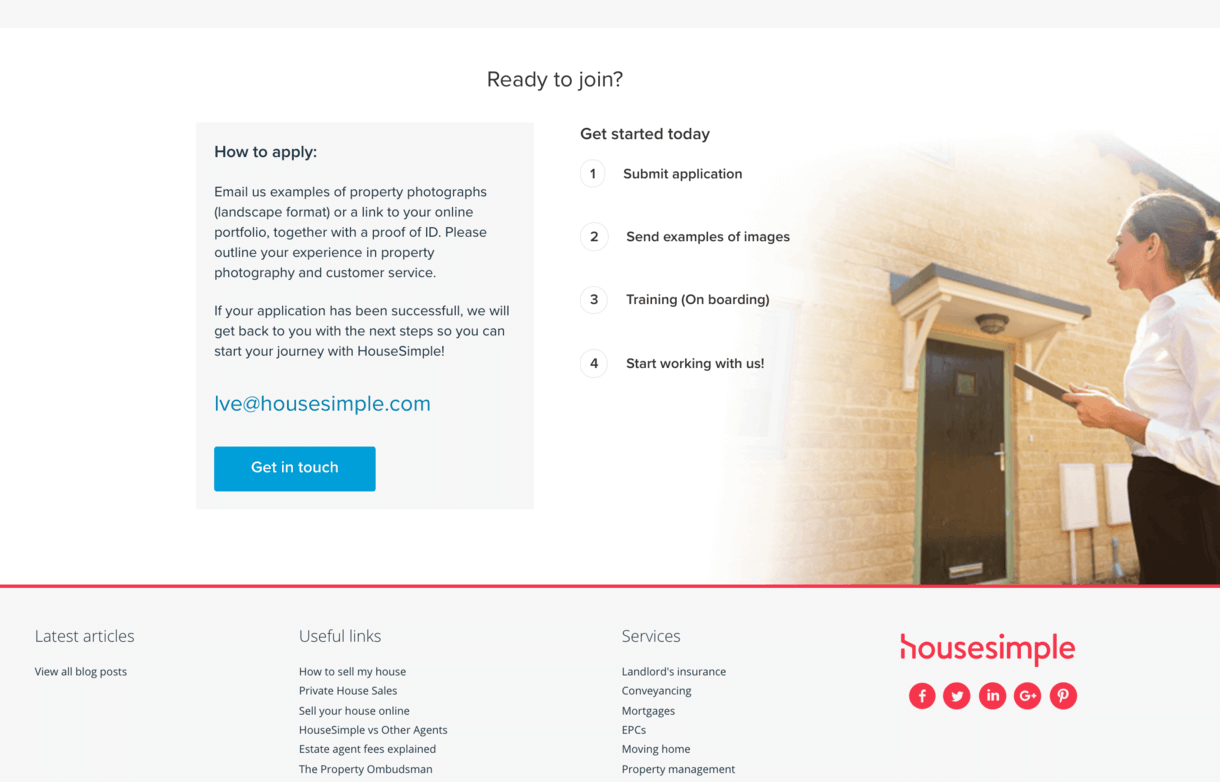 Ready to join?
How to apply:
Email us examples of property photographs
(landscape format) or a link to your online
portfolio, together with a proof of ID. Please
outline your experience in property
photography and customer service.
If your application has been successfull, we will
get back to you with the next steps so you can
start your journey with HouseSimple!
lve@housesimple.com
Get in touch
Get started today
1 Submit application
2 Send examples of images
3 Training (On boarding)
4 Start working with us!
Latest articles
View all blog posts
Useful links
How to sell my house
Private House Sales
Sell your house online
HouseSimple vs Other Agents
Estate agent fees explained
The Property Ombudsman
Services
Landlord's insurance
Conveyancing
Mortgages
EPCs
Moving home
Property management
housesimple